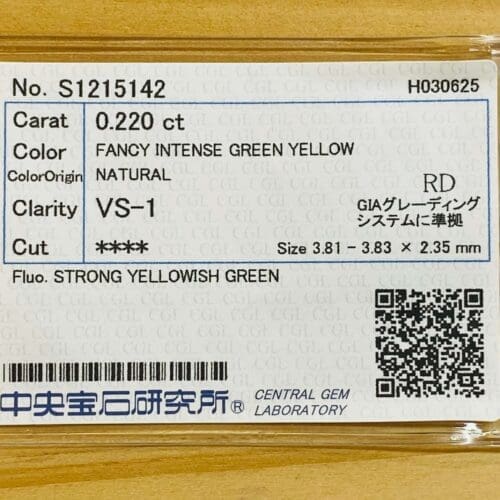 No. S1215142 H030625
Carat 0.220 ct
Color FANCY INTENSE GREEN YELLOW
ColorOrigin NATURAL
RD
Clarity VS-1
GIAグレーディング
システムに準拠
Cut **** Size 3.81 - 3.83 × 2.35 mm
Fluo. STRONG YELLOWISH GREEN
中央宝石研究所® CENTRAL GEM
LABORATORY